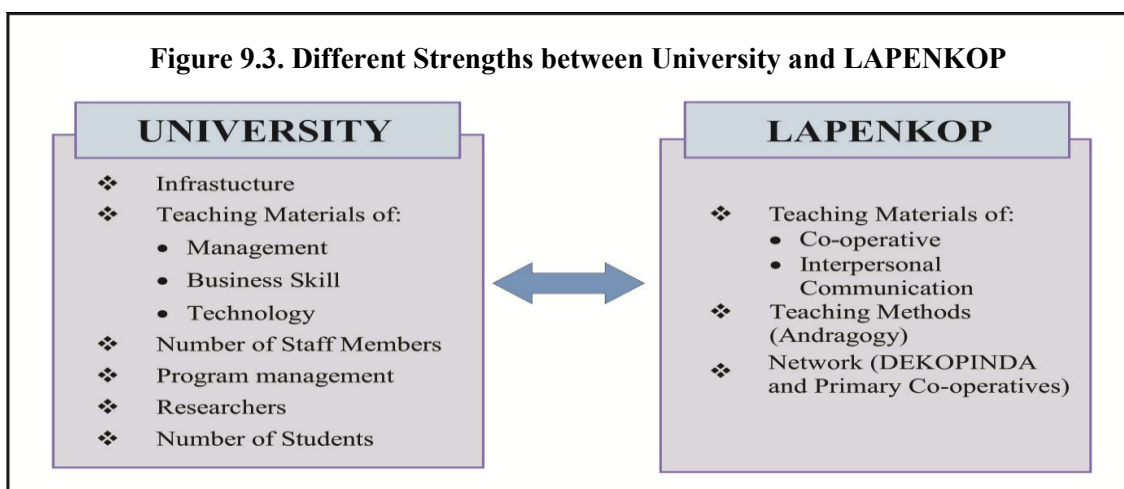 Figure 9.3. Different Strengths between University and LAPENKOP
UNIVERSITY
❖ Infrastucture
❖ Teaching Materials of:
• Management
• Business Skill
• Technology
❖ Number of Staff Members
❖ Program management
❖ Researchers
❖ Number of Students
LAPENKOP
❖ Teaching Materials of:
• Co-operative
• Interpersonal
Communication
❖ Teaching Methods
(Andragogy)
❖ Network (DEKOPINDA
and Primary Co-operatives)